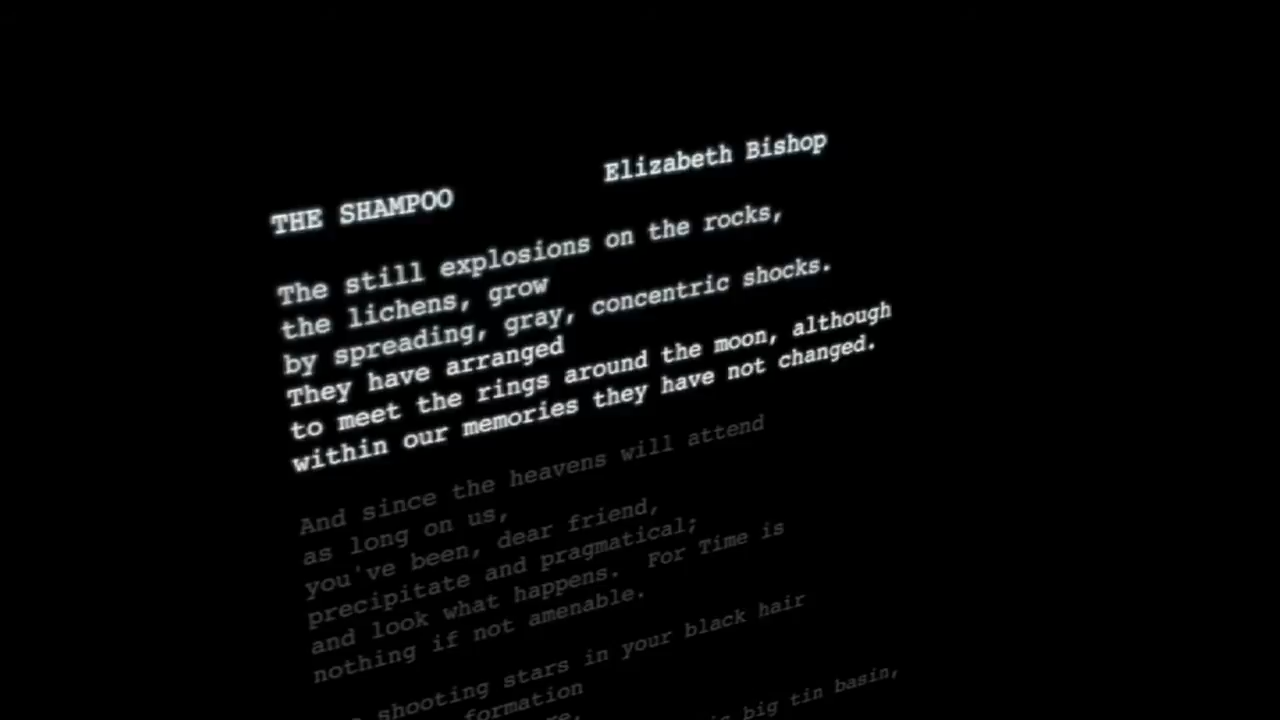 Elizabeth Bishop
THE SHAMPOO
The still explosions on the rocks,
the lichens, grow
by spreading, gray, concentric shocks.
They have arranged
to meet the rings around the moon, although
within our memories they have not changed.
And since the heavens will attend
as long on us,
you've been, dear friend,
precipitate and pragmatical;
and look what happens. For Time is
nothing if not amenable.
shooting stars in your black hair
formation
big tin basin,